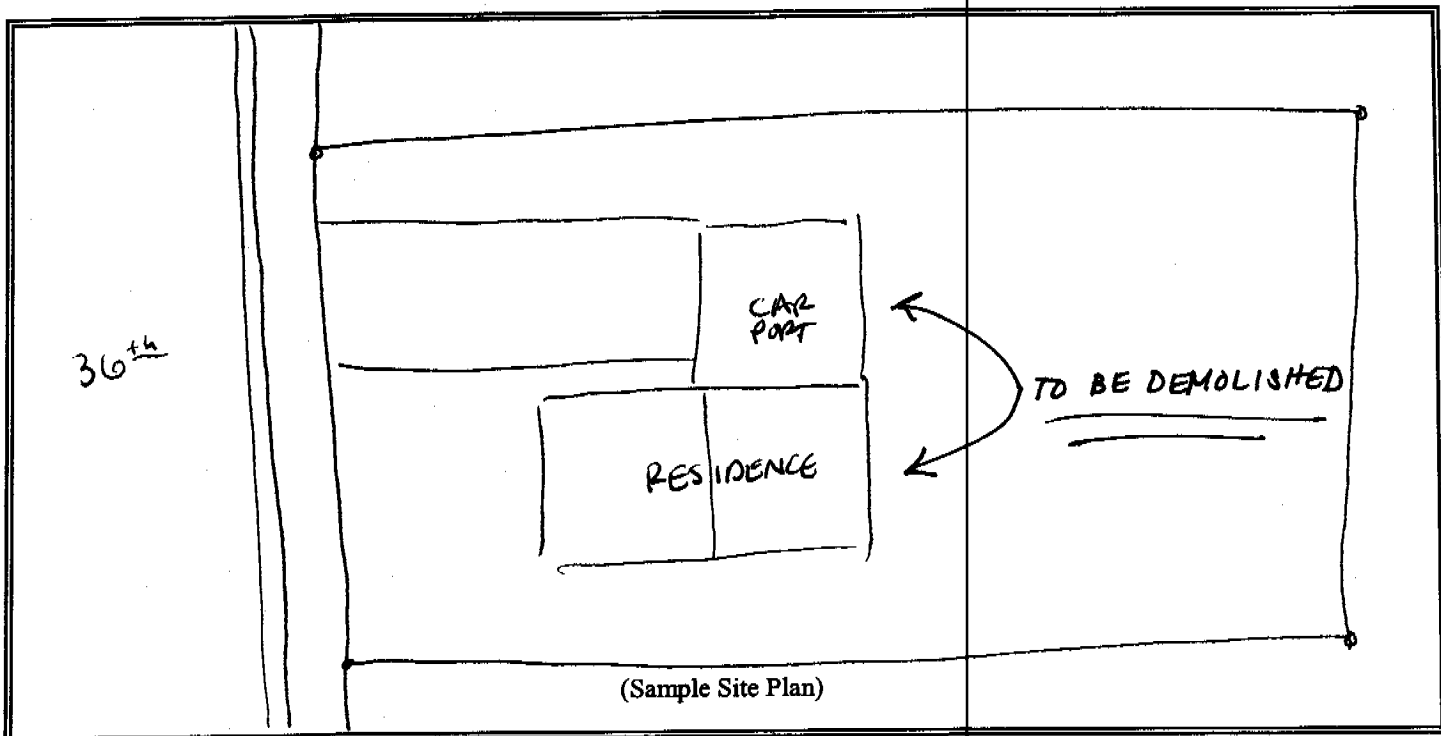 36th
CAR
PORT
TO BE DEMOLISHED
RESIDENCE
(Sample Site Plan)